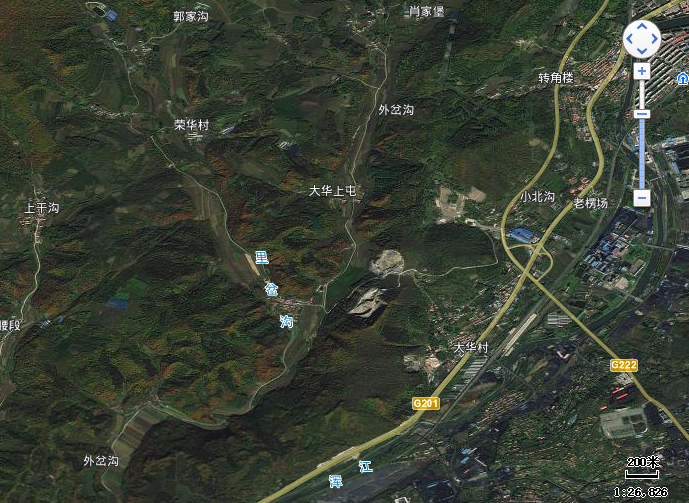 郭家沟
肖家堡
转角楼
外岔沟
荣华村
大华上屯
小北沟
老楞场
上干沟
里岔沟
腰段
大华村
G222
G201
外岔沟
浑江
200米
1:26,826